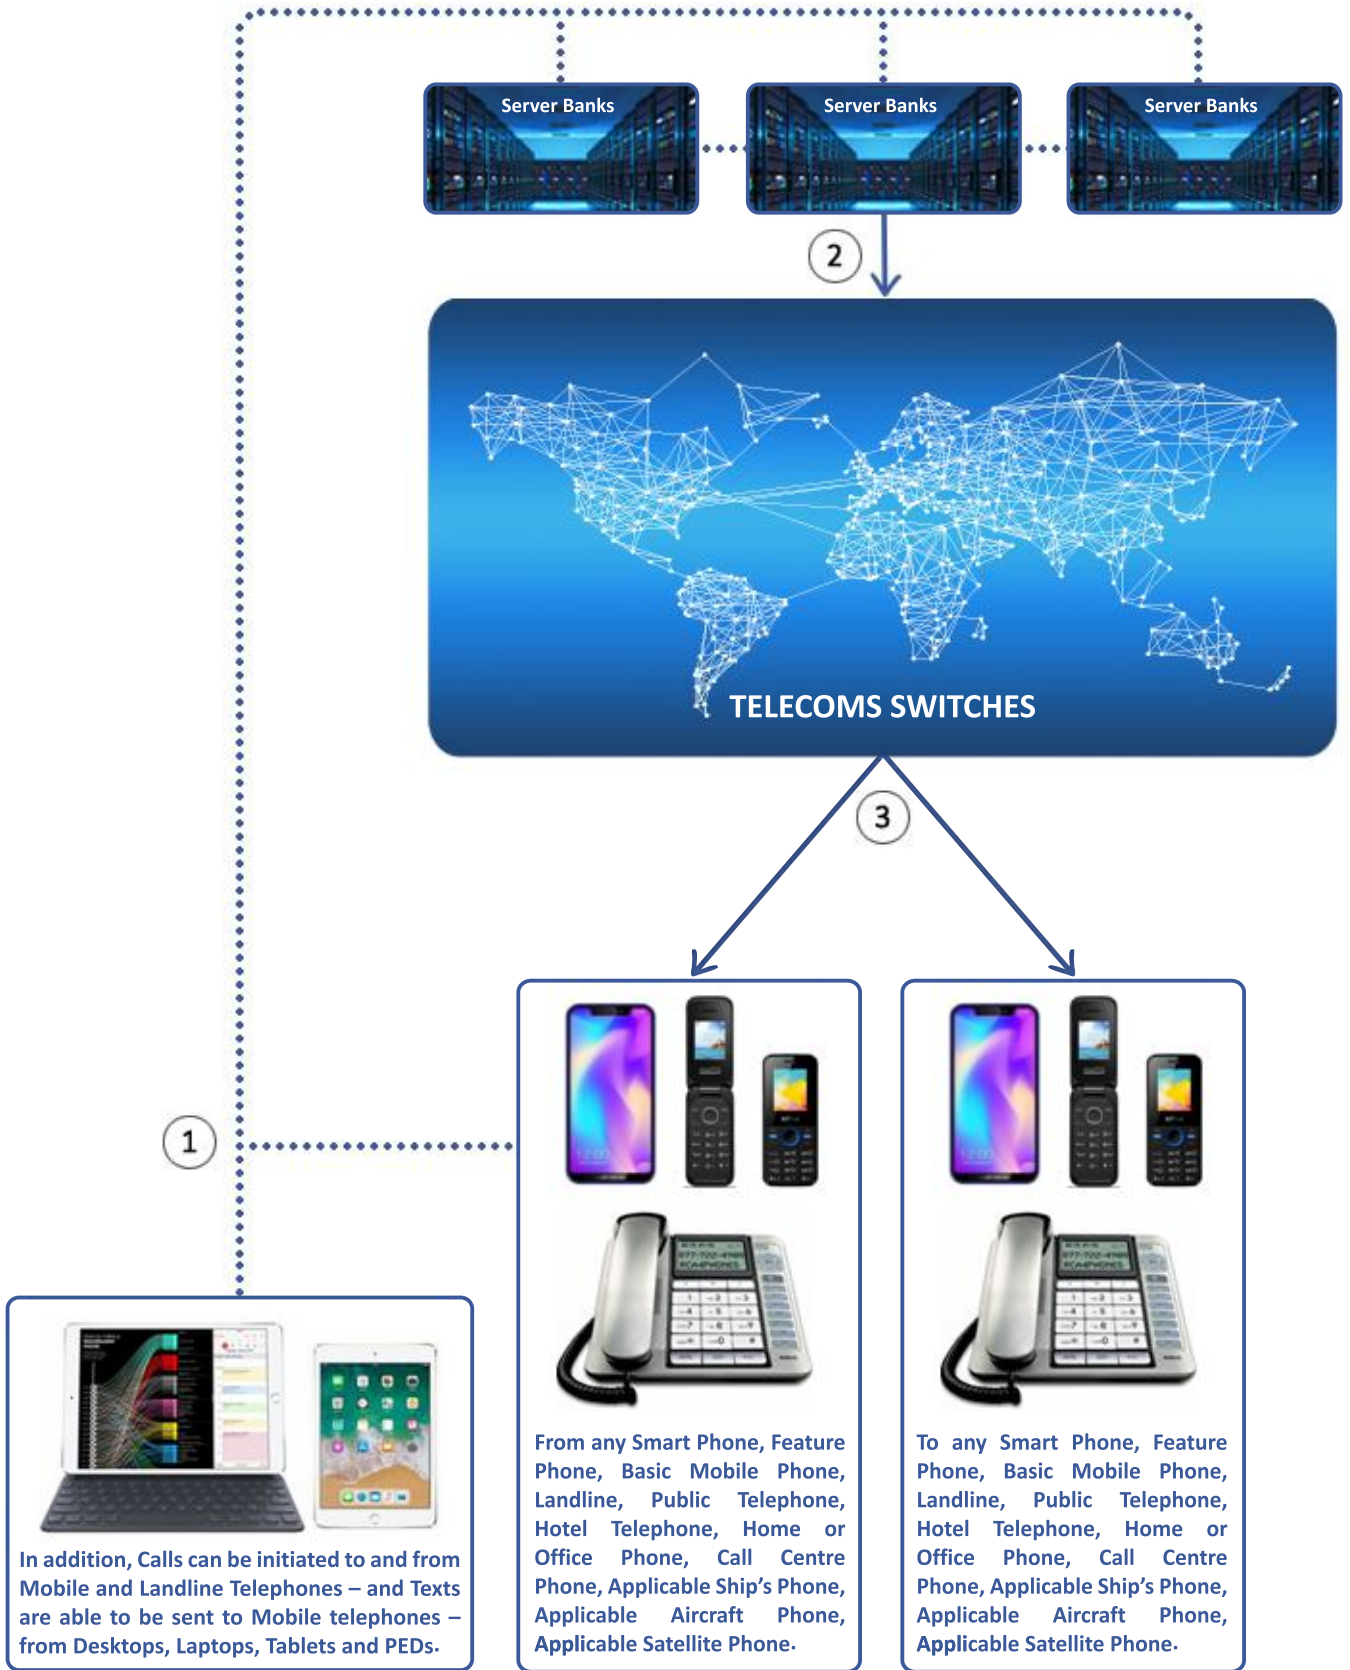 Server Banks
Server Banks
Server Banks
2
TELECOMS SWITCHES
3
1
12:00
In addition, Calls can be initiated to and from
Mobile and Landline Telephones – and Texts
are able to be sent to Mobile telephones –
from Desktops, Laptops, Tablets and PEDs.
From any Smart Phone, Feature
Phone, Basic Mobile Phone,
Landline, Public Telephone,
Hotel Telephone, Home or
Office Phone, Call Centre
Phone, Applicable Ship's Phone,
Applicable Aircraft Phone,
Applicable Satellite Phone.
12:00
To any Smart Phone, Feature
Phone, Basic Mobile Phone,
Landline, Public Telephone,
Hotel Telephone, Home or
Office Phone, Call Centre
Phone, Applicable Ship's Phone,
Applicable Aircraft Phone,
Applicable Satellite Phone.